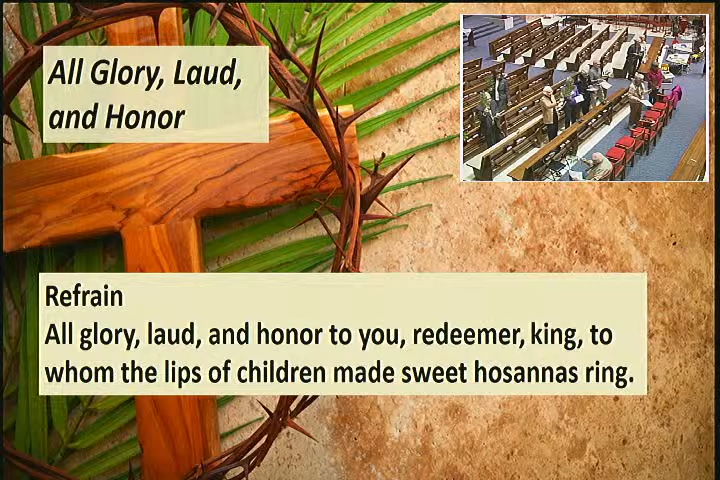 All Glory, Laud,
and Honor
Refrain
All glory, laud, and honor to you, redeemer, king, to
whom the lips of children made sweet hosannas ring.